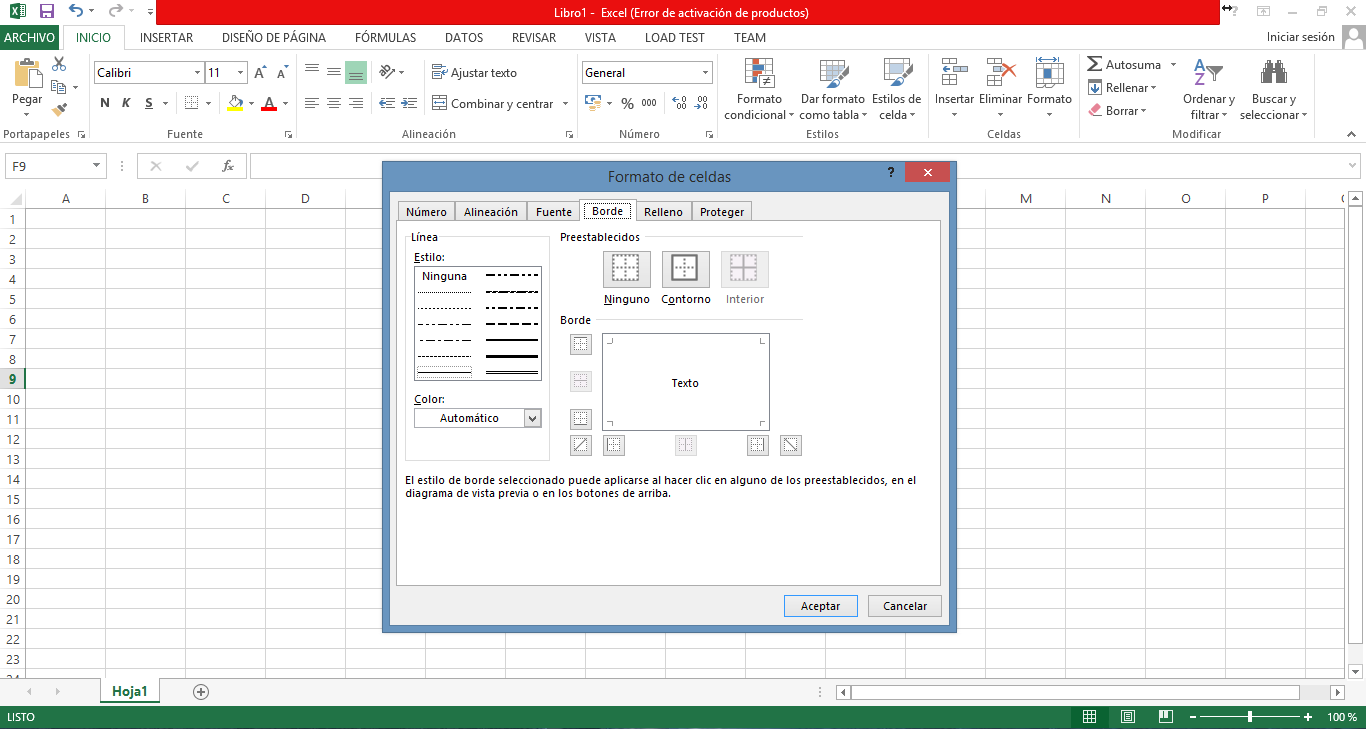 Libro1 - Excel (Error de activación de productos)
ARCHIVO INICIO INSERTAR DISEÑO DE PÁGINA FÓRMULAS DATOS REVISAR VISTA LOAD TEST TEAM Iniciar sesión
Pegar
Calibri 11
N K S
Ajustar texto
Combinar y centrar
General
% 000
Formato condicional
Dar formato como tabla
Estilos de celda
Insertar Eliminar Formato
Autosuma
Rellenar
Borrar
Ordenar y filtrar
Buscar y seleccionar
Portapapeles Fuente Alineación Número Estilos Celdas Modificar
F9 fx
A B C D M N O P
1
2
3
4
5
6
7
8
9
10
11
12
13
14
15
16
17
18
19
20
21
22
23
Formato de celdas ?
Número Alineación Fuente Borde Relleno Proteger
Línea
Estilo:
Ninguna
Color:
Automático
Preestablecidos
Ninguno Contorno Interior
Borde
Texto
El estilo de borde seleccionado puede aplicarse al hacer clic en alguno de los preestablecidos, en el
diagrama de vista previa o en los botones de arriba.
Aceptar Cancelar
Hoja1
LISTO 100 %